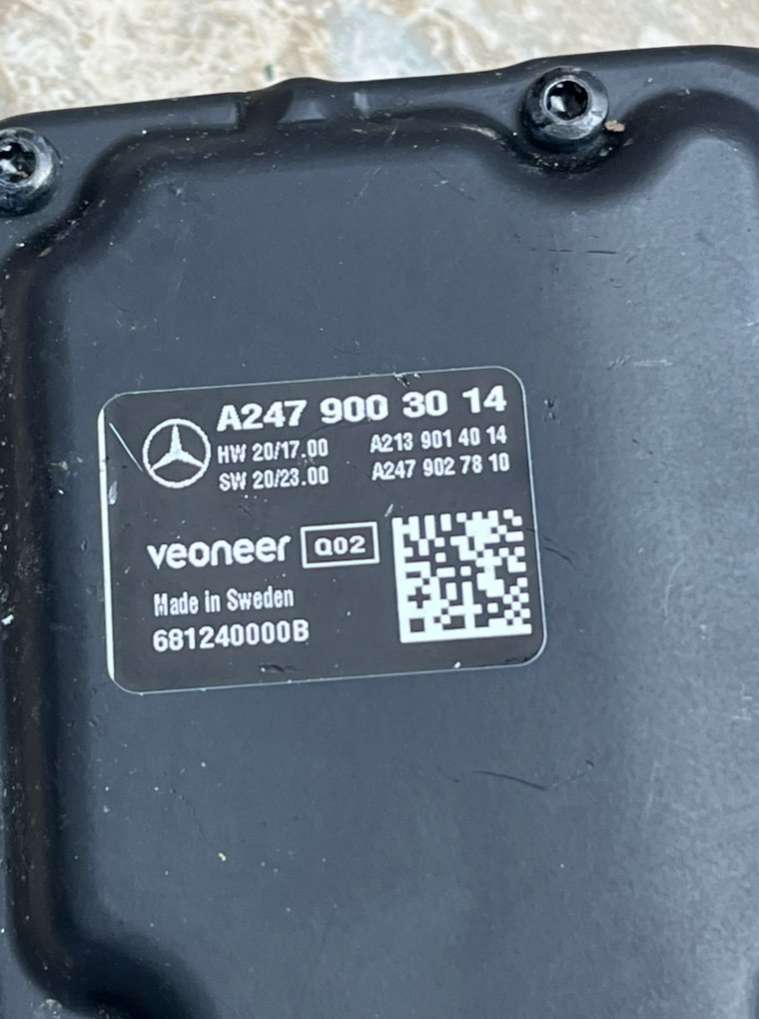 A247 900 30 14
HW 20/17.00 A213 901 40 14
SW 20/23.00 A247 902 78 10
veoneer Q02
Made in Sweden
681240000B